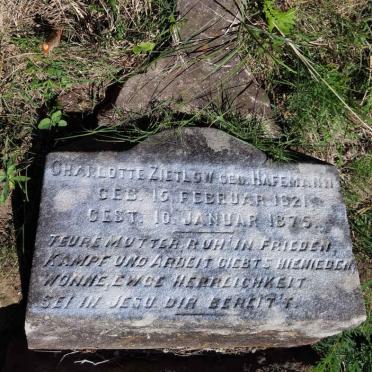 CHARLOTTE ZIETLOW GEB. HAFEMANN
GEB. 15. FEBRUAR 1821.
GEST. 10. JANUAR 1875.
TEURE MUTTER, RUH' IN FRIEDEN,
KAMPF UND ARBEIT GIEBT'S HIENIEDEN,
WONNE, EW'GE HERRLICHKEIT
SEI IN JESU DIR BEREIT'T.